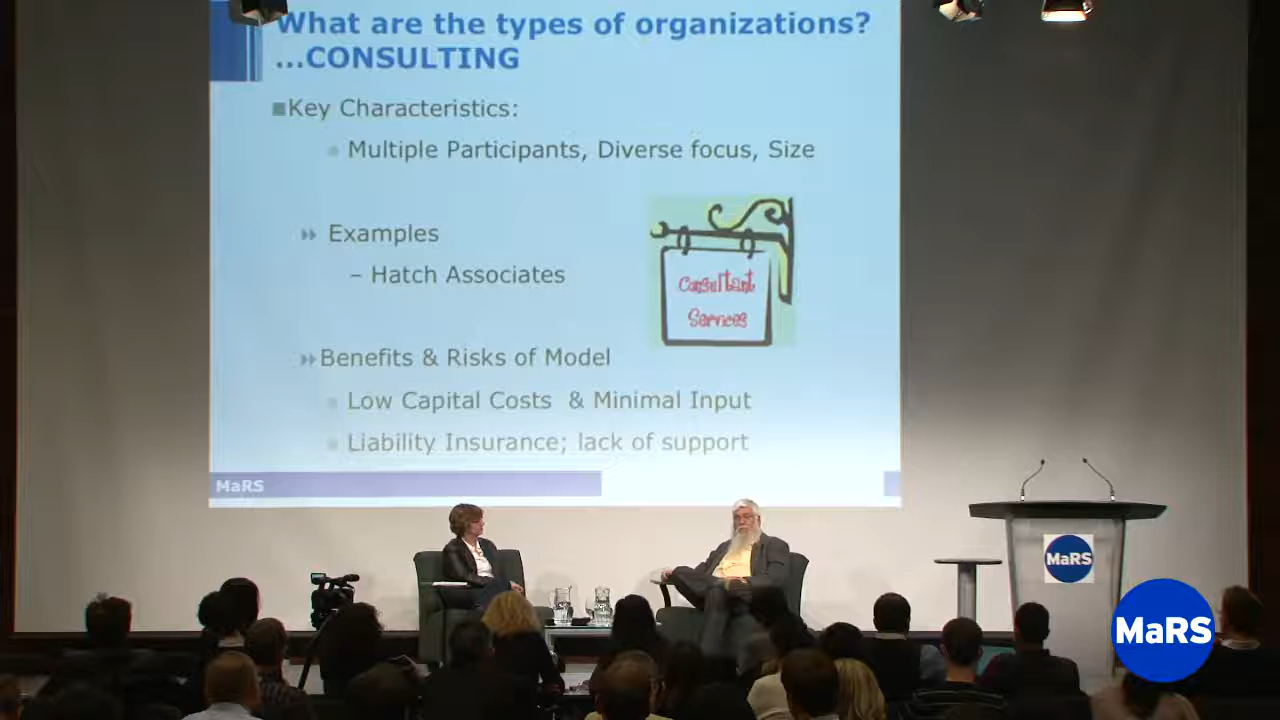 What are the types of organizations?
...CONSULTING
Key Characteristics:
Multiple Participants, Diverse focus, Size
Examples
– Hatch Associates
Consultant
Services
Benefits & Risks of Model
Low Capital Costs & Minimal Input
Liability Insurance; lack of support
MaRS
MaRS
MaRS